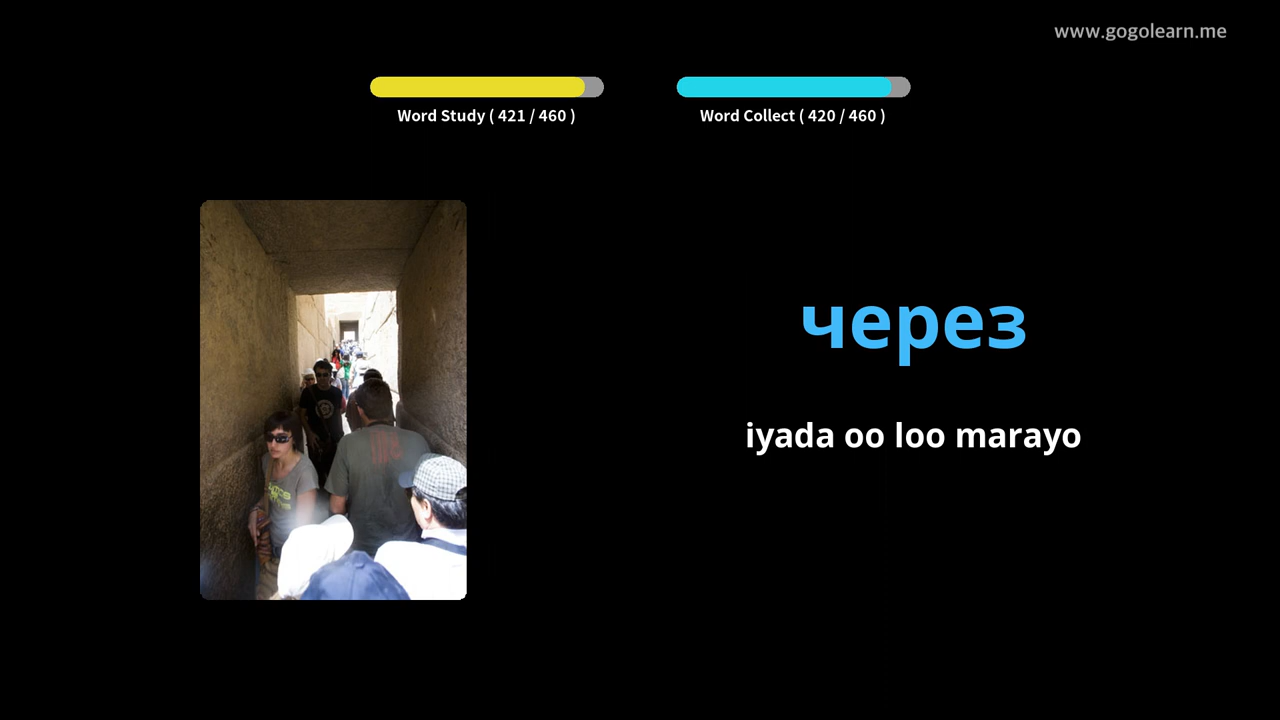 www.gogolearn.me
Word Study ( 421 / 460 )
Word Collect ( 420 / 460 )
через
iyada oo loo marayo